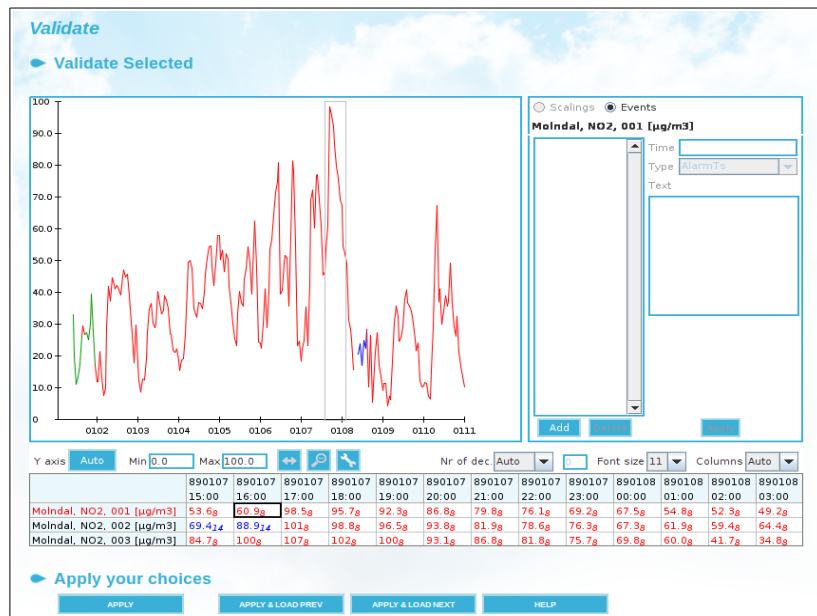 Validate
Validate Selected
100
90.0
80.0
70.0
60.0
50.0
40.0
30.0
20.0
10.0
0
0102 0103 0104 0105 0106 0107 0108 0109 0110 0111
Scalings Events
Molndal, NO2, 001 [µg/m3]
Time
Type AlarmTs
Text
Add Delete Apply
Y axis Auto Min 0.0 Max 100.0 Nr of dec. Auto 0 Font size 11 Columns Auto
890107 890107 890107 890107 890107 890107 890107 890107 890107 890108 890108 890108 890108
15:00 16:00 17:00 18:00 19:00 20:00 21:00 22:00 23:00 00:00 01:00 02:00 03:00
Molndal, NO2, 001 [µg/m3] 53.68 60.98 98.58 95.78 92.38 86.88 79.88 76.18 69.28 67.58 54.88 52.38 49.28
Molndal, NO2, 002 [µg/m3] 69.414 88.914 1018 98.88 96.58 93.88 81.98 78.68 76.38 67.38 61.98 59.48 64.48
Molndal, NO2, 003 [µg/m3] 84.78 1008 1078 1028 1008 93.18 86.88 81.88 75.78 69.88 60.08 41.78 34.88
Apply your choices
APPLY APPLY & LOAD PREV APPLY & LOAD NEXT HELP